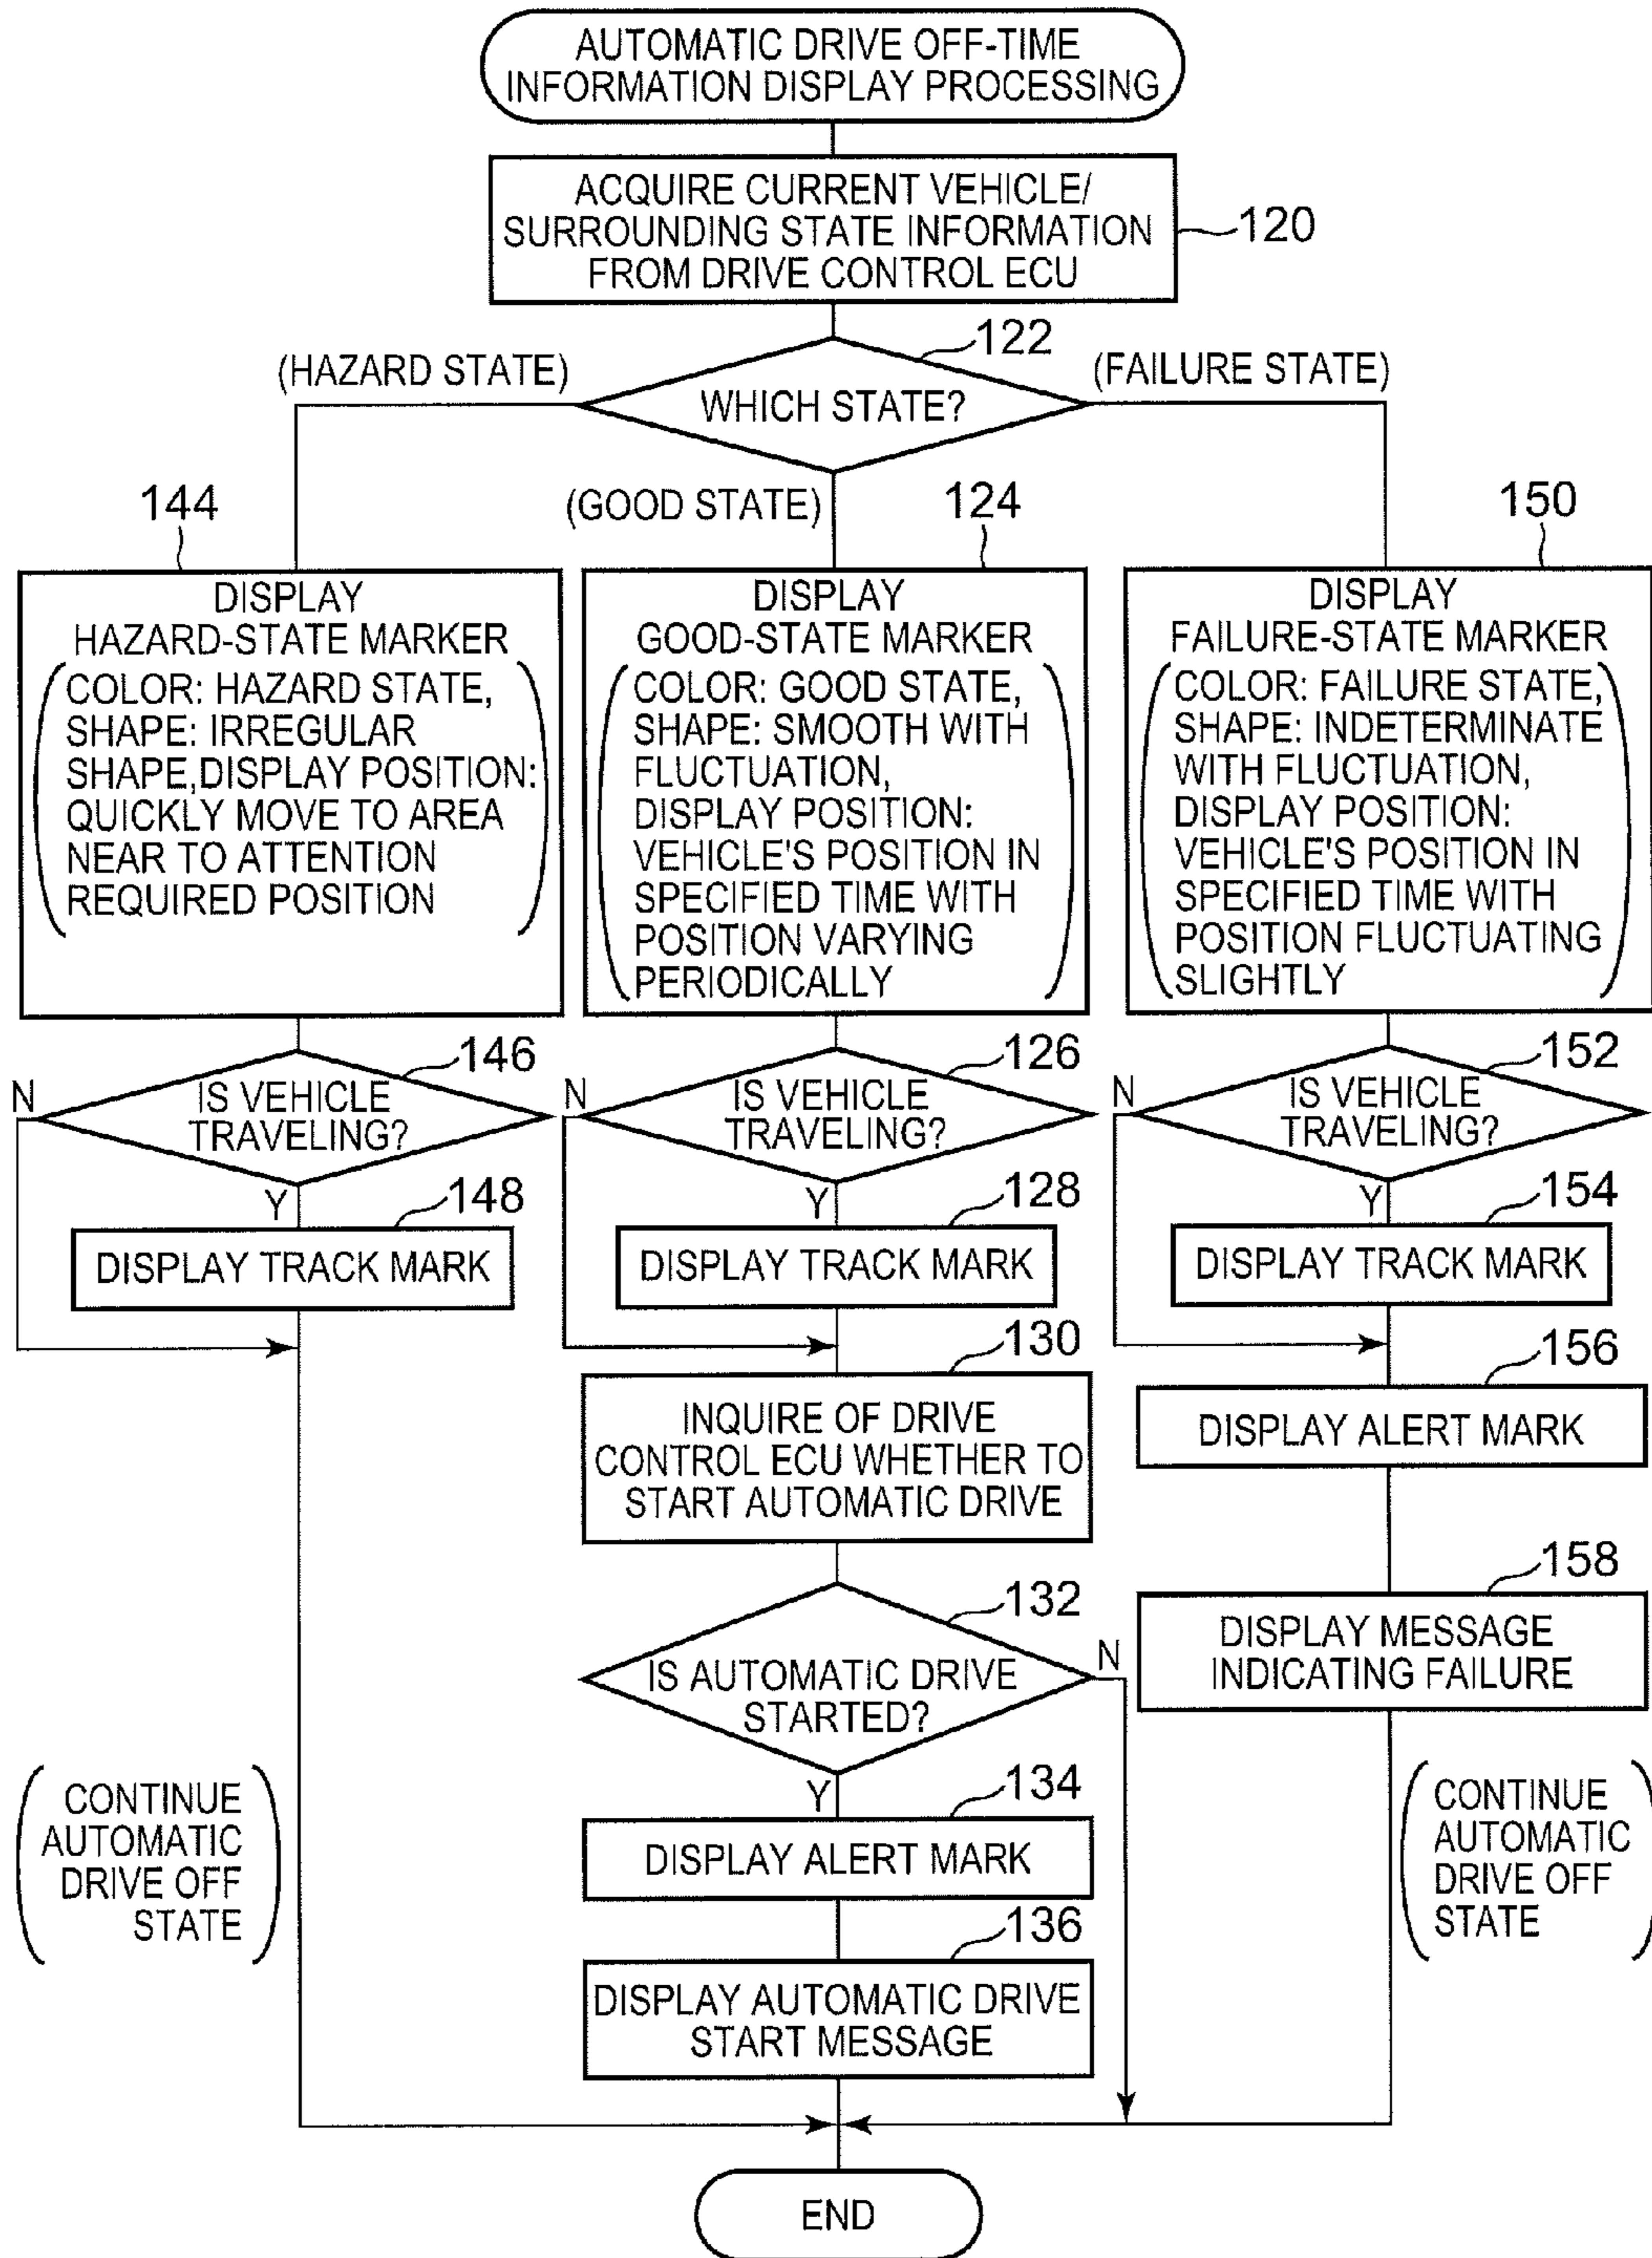 AUTOMATIC DRIVE OFF-TIME
INFORMATION DISPLAY PROCESSING
ACQUIRE CURRENT VEHICLE/
SURROUNDING STATE INFORMATION
FROM DRIVE CONTROL ECU
120
122
(HAZARD STATE)
WHICH STATE?
(FAILURE STATE)
(GOOD STATE)
144
DISPLAY
HAZARD-STATE MARKER
COLOR: HAZARD STATE,
SHAPE: IRREGULAR
SHAPE,DISPLAY POSITION:
QUICKLY MOVE TO AREA
NEAR TO ATTENTION
REQUIRED POSITION
146
IS VEHICLE
TRAVELING?
N
Y
148
DISPLAY TRACK MARK
CONTINUE
AUTOMATIC
DRIVE OFF
STATE
124
DISPLAY
GOOD-STATE MARKER
COLOR: GOOD STATE,
SHAPE: SMOOTH WITH
FLUCTUATION,
DISPLAY POSITION:
VEHICLE'S POSITION IN
SPECIFIED TIME WITH
POSITION VARYING
PERIODICALLY
126
IS VEHICLE
TRAVELING?
N
Y
128
DISPLAY TRACK MARK
130
INQUIRE OF DRIVE
CONTROL ECU WHETHER TO
START AUTOMATIC DRIVE
132
IS AUTOMATIC DRIVE
STARTED?
N
Y
134
DISPLAY ALERT MARK
136
DISPLAY AUTOMATIC DRIVE
START MESSAGE
150
DISPLAY
FAILURE-STATE MARKER
COLOR: FAILURE STATE,
SHAPE: INDETERMINATE
WITH FLUCTUATION,
DISPLAY POSITION:
VEHICLE'S POSITION IN
SPECIFIED TIME WITH
POSITION FLUCTUATING
SLIGHTLY
152
IS VEHICLE
TRAVELING?
N
Y
154
DISPLAY TRACK MARK
156
DISPLAY ALERT MARK
158
DISPLAY MESSAGE
INDICATING FAILURE
CONTINUE
AUTOMATIC
DRIVE OFF
STATE
END